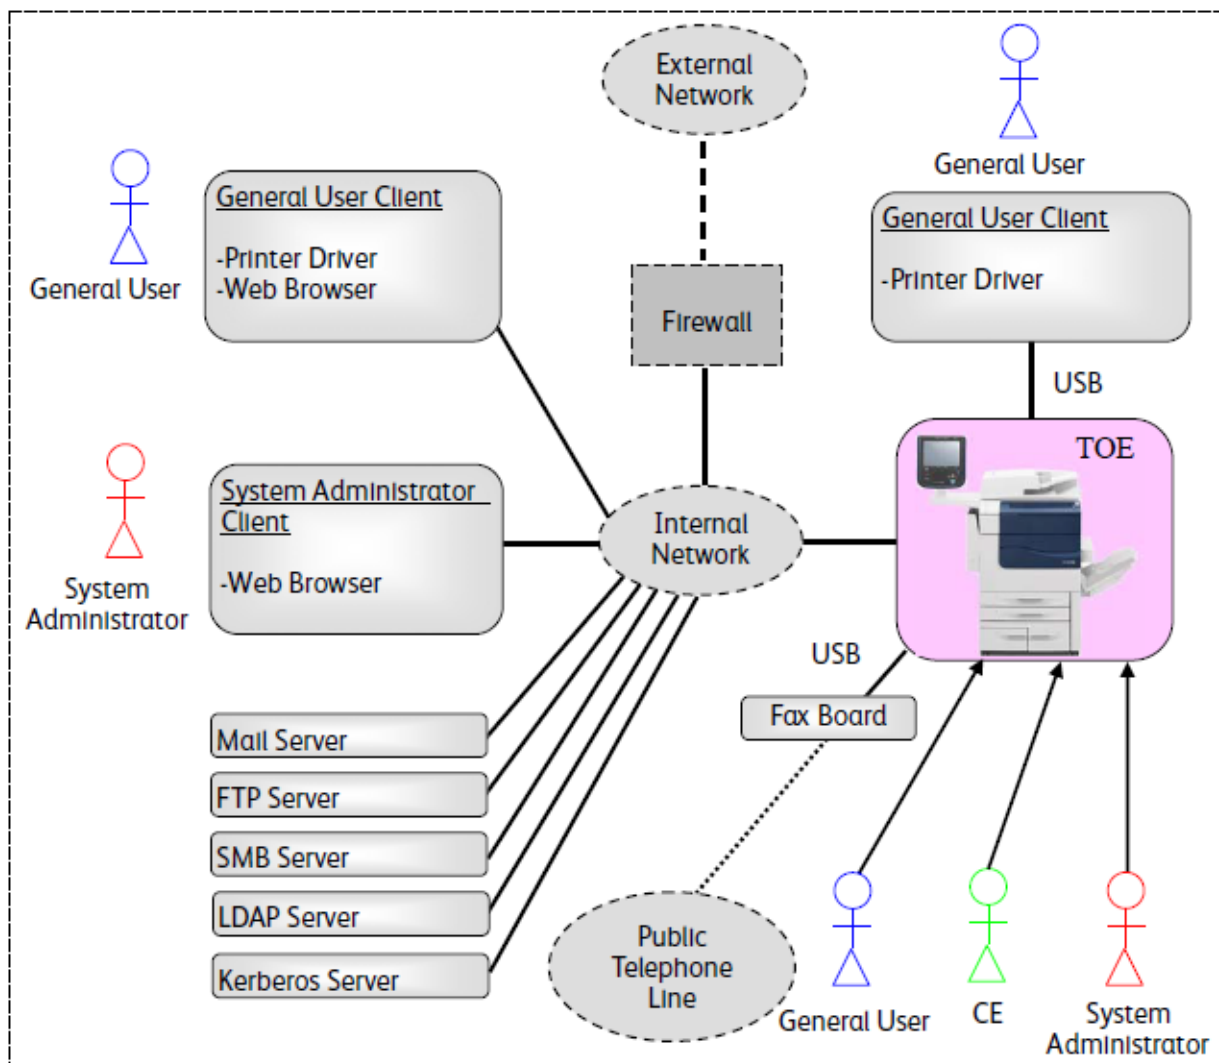 External
Network
General User
General User Client
-Printer Driver
-Web Browser
General User
General User Client
-Printer Driver
Firewall
USB
TOE
System Administrator
Client
-Web Browser
System
Administrator
Internal
Network
USB
Fax Board
Mail Server
FTP Server
SMB Server
LDAP Server
Kerberos Server
Public
Telephone
Line
General User
CE
System
Administrator